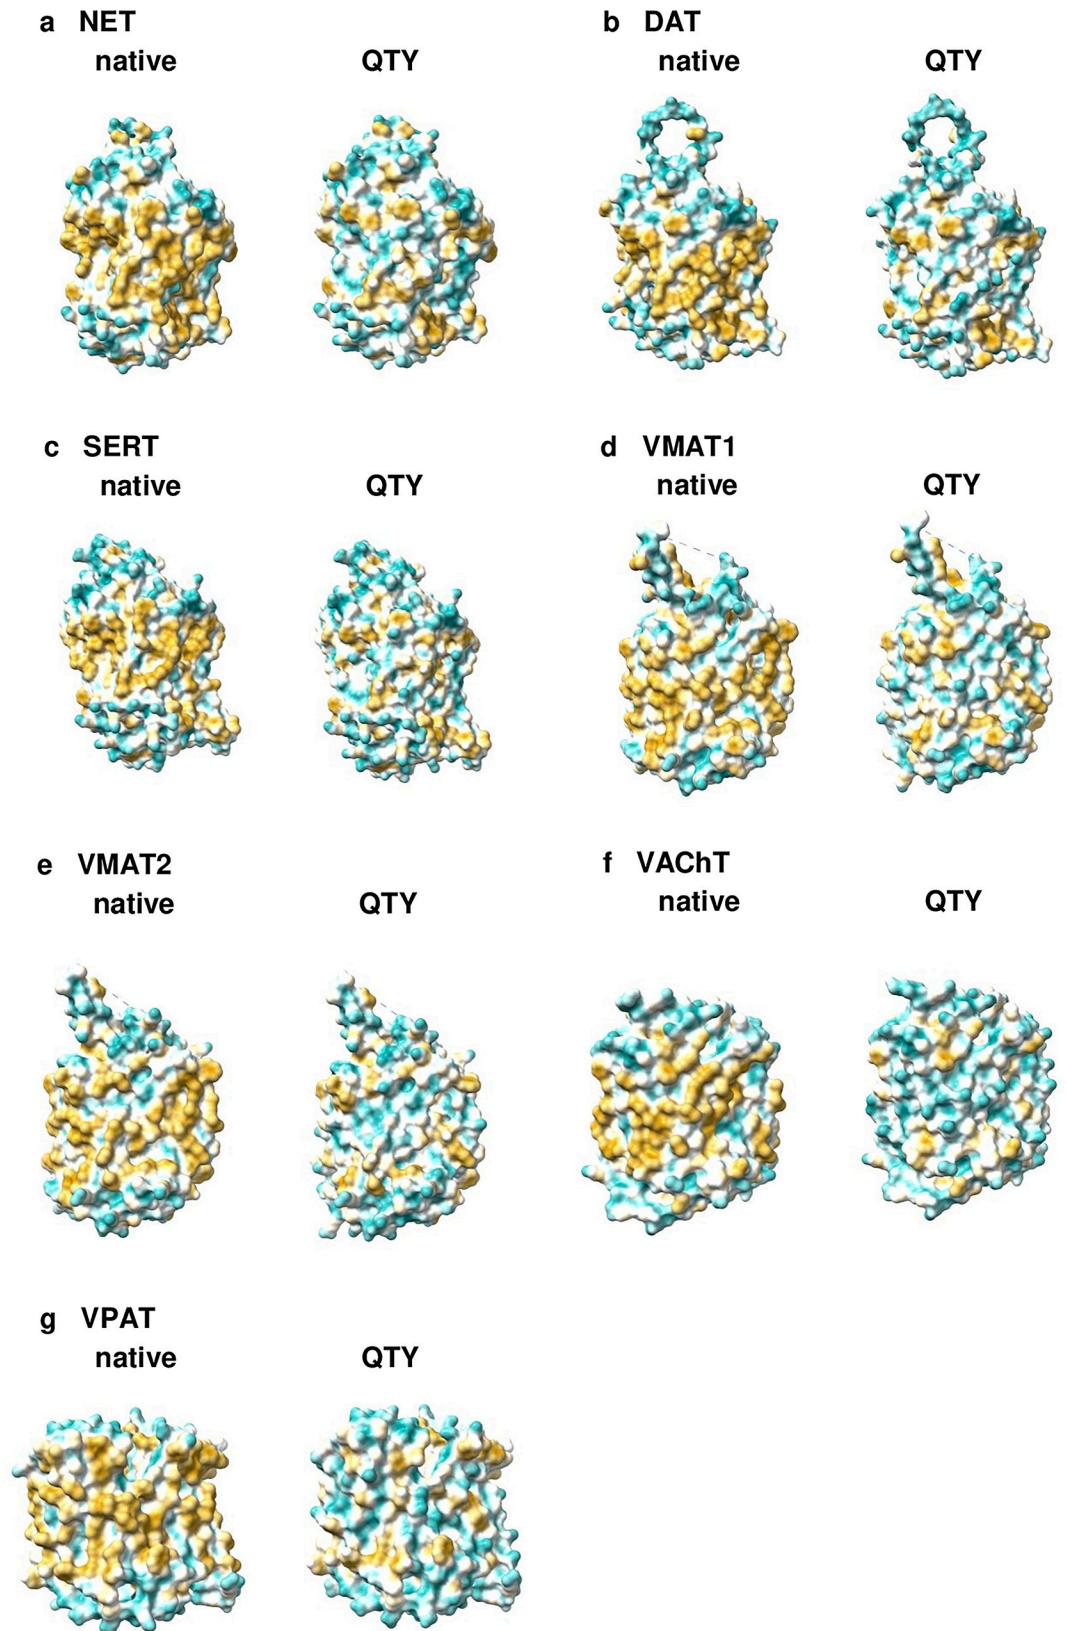 a NET
native QTY
b DAT
native QTY
c SERT
native QTY
d VMAT1
native QTY
e VMAT2
native QTY
f VAChT
native QTY
g VPAT
native QTY